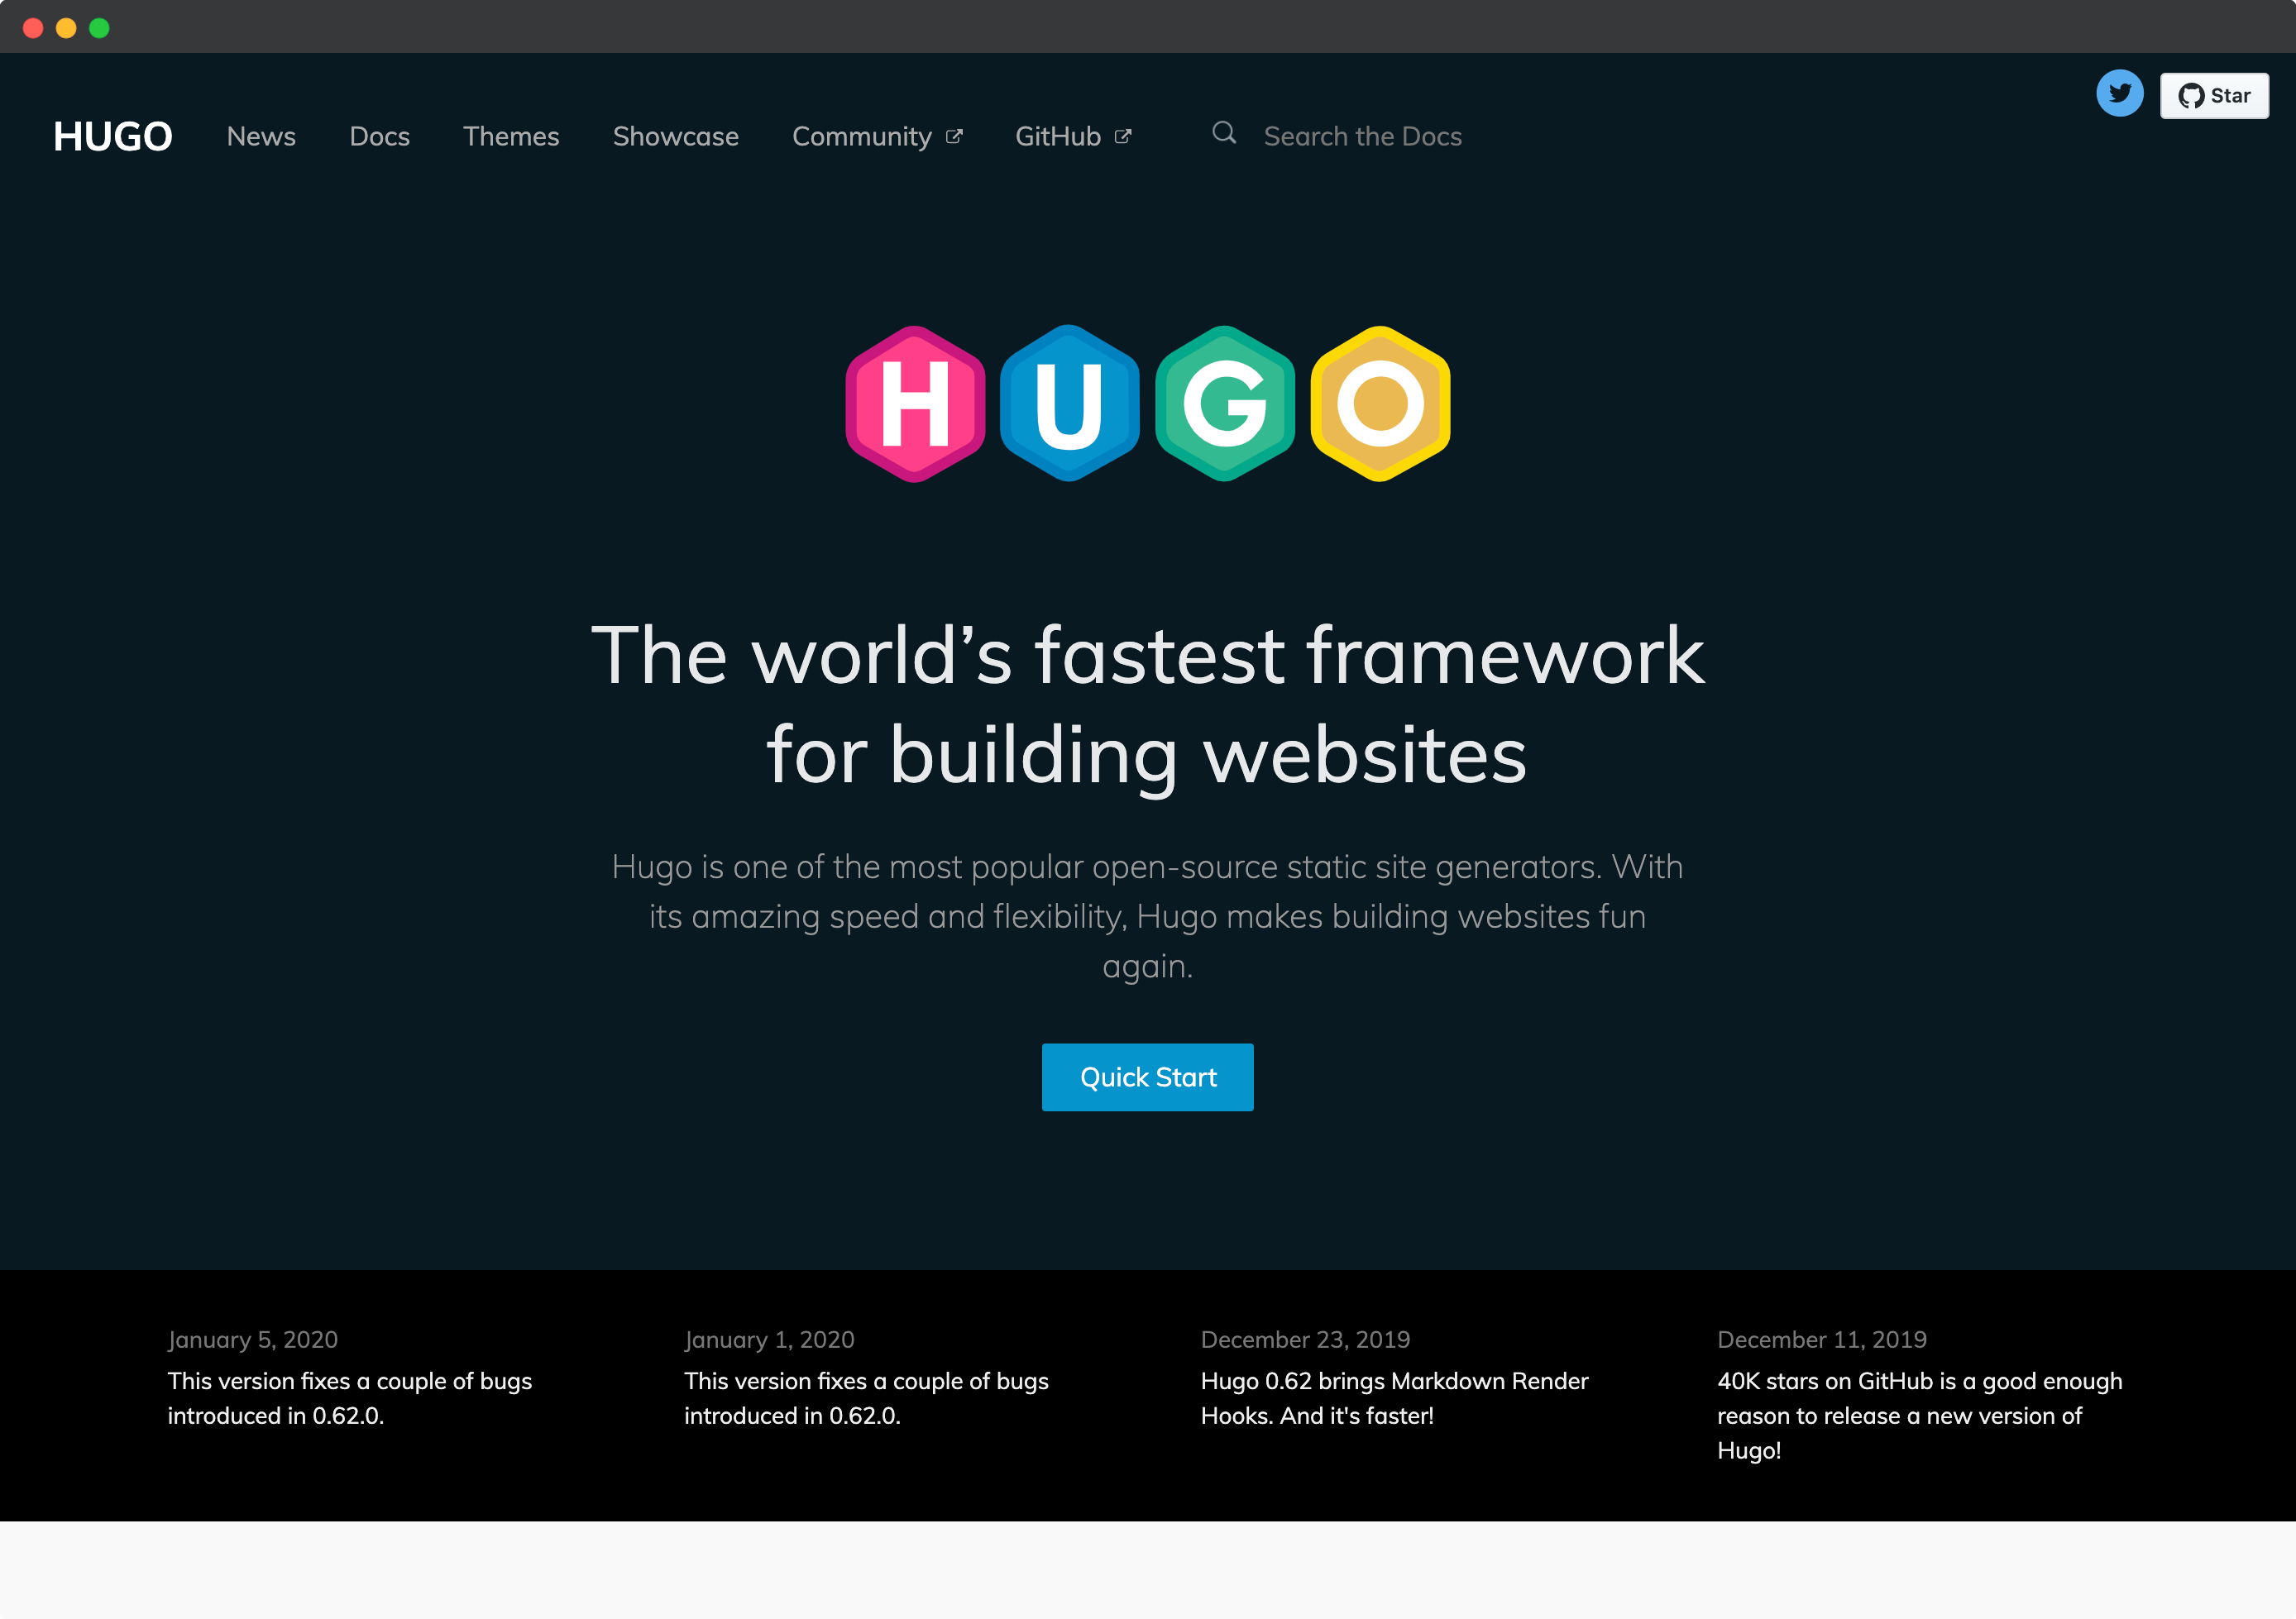 HUGO News Docs Themes Showcase Community GitHub Search the Docs Star
HUGO
The world’s fastest framework
for building websites
Hugo is one of the most popular open-source static site generators. With
its amazing speed and flexibility, Hugo makes building websites fun
again.
Quick Start
January 5, 2020
This version fixes a couple of bugs
introduced in 0.62.0.
January 1, 2020
This version fixes a couple of bugs
introduced in 0.62.0.
December 23, 2019
Hugo 0.62 brings Markdown Render
Hooks. And it's faster!
December 11, 2019
40K stars on GitHub is a good enough
reason to release a new version of
Hugo!